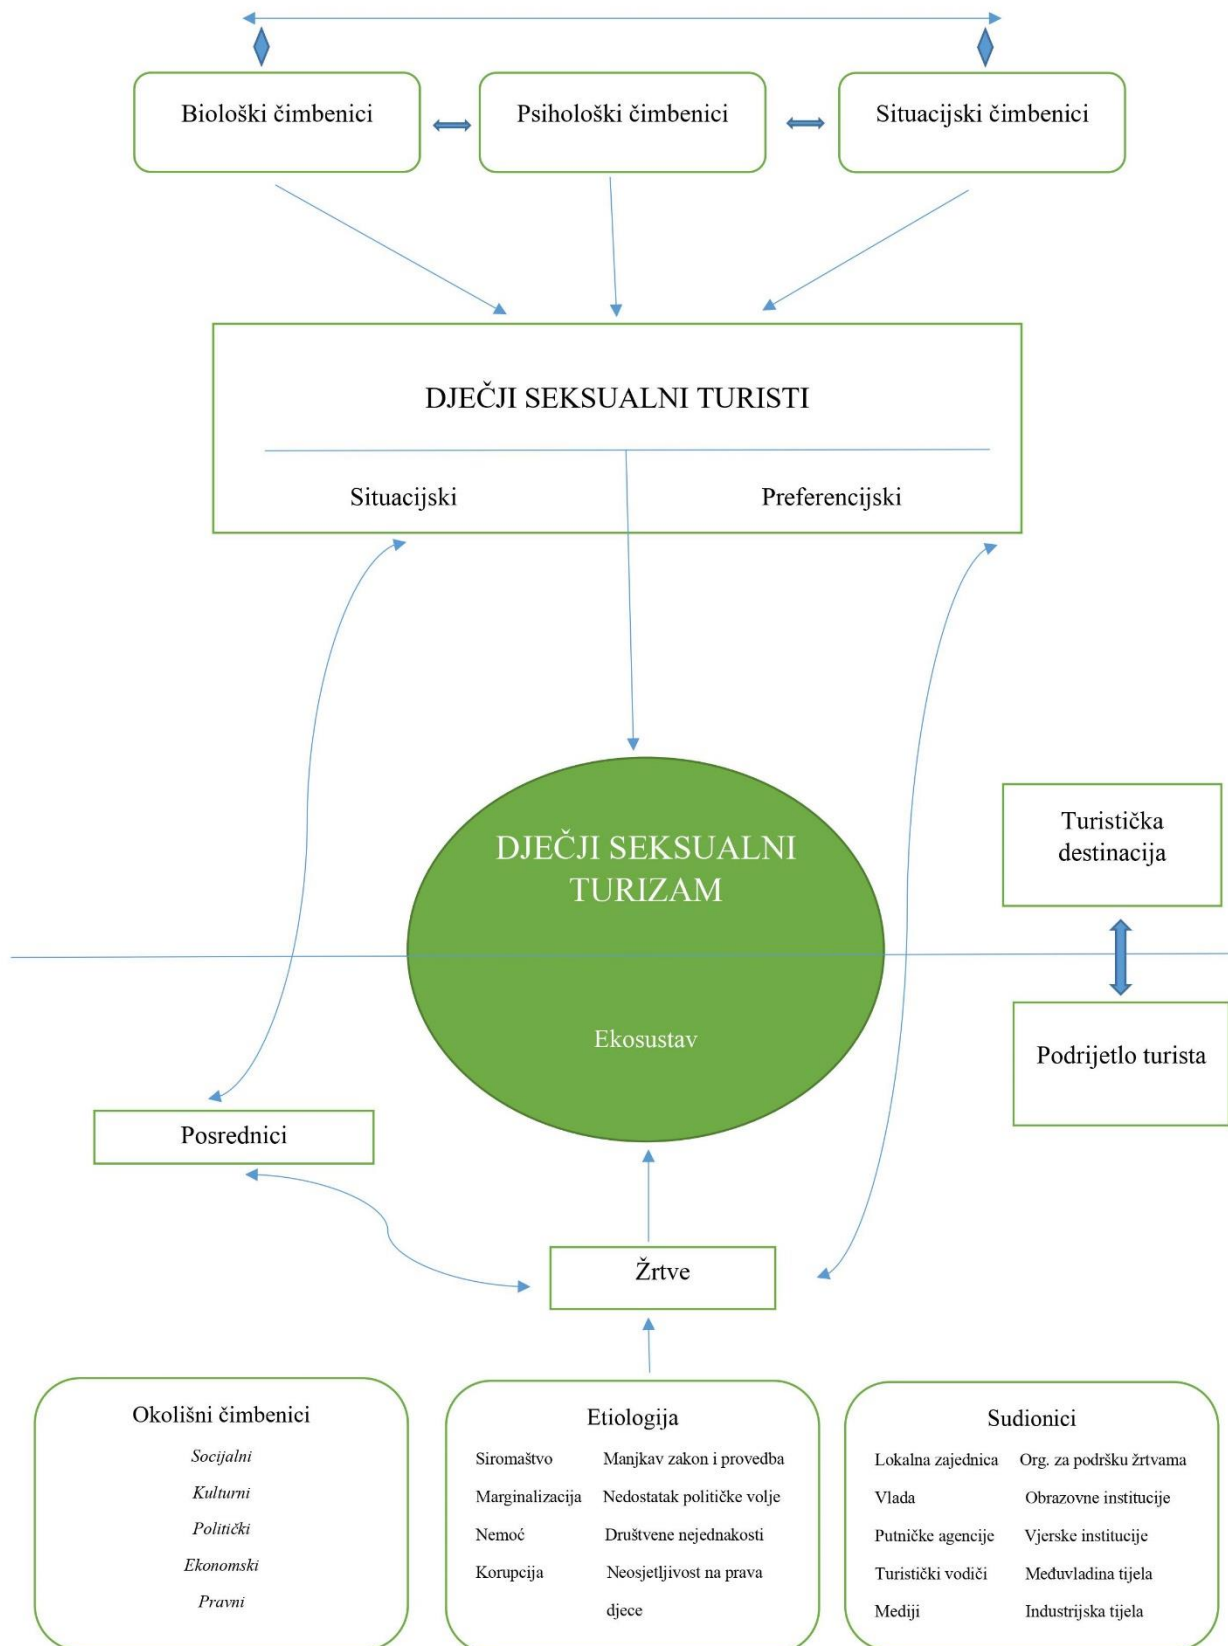 Biološki čimbenici
Psihološki čimbenici
Situacijski čimbenici
DJEČJI SEKSUALNI TURISTI
Situacijski
Preferencijski
DJEČJI SEKSUALNI
TURIZAM
Ekosustav
Turistička
destinacija
Podrijetlo turista
Posrednici
Žrtve
Okolišni čimbenici
Socijalni
Kulturni
Politički
Ekonomski
Pravni
Etiologija
Siromaštvo Manjkav zakon i provedba
Marginalizacija Nedostatak političke volje
Nemoć Društvene nejednakosti
Korupcija Neosjetljivost na prava
djece
Sudionici
Lokalna zajednica Org. za podršku žrtvama
Vlada Obrazovne institucije
Putničke agencije Vjerske institucije
Turistički vodiči Međuvladina tijela
Mediji Industrijska tijela